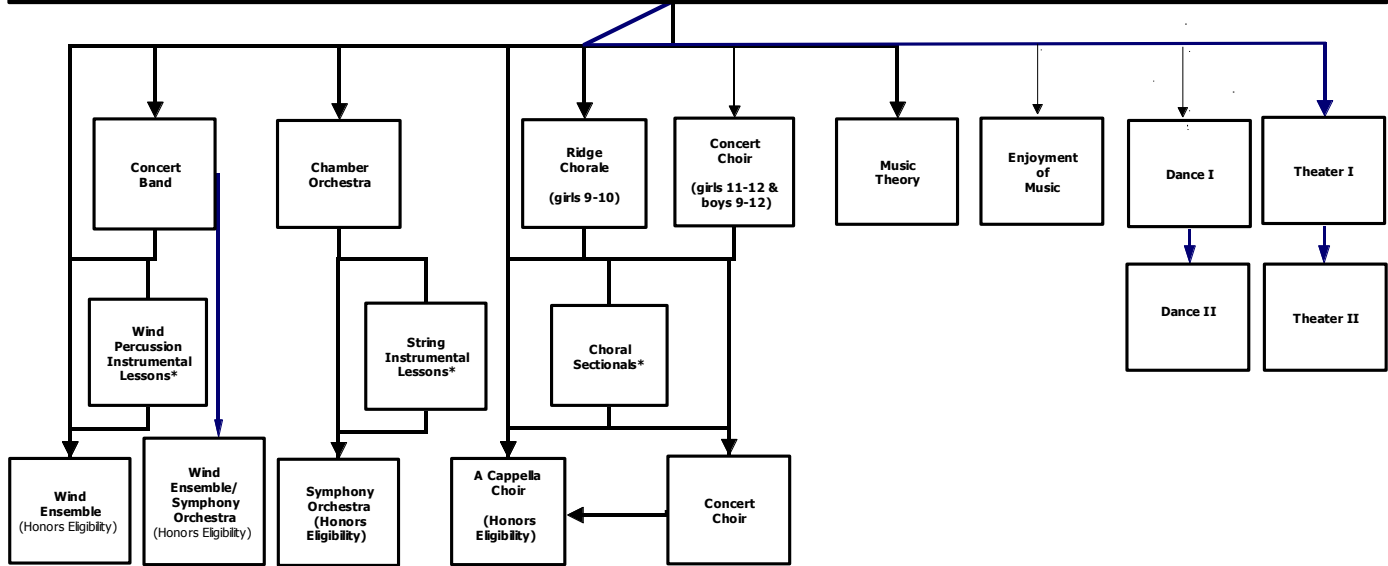 Concert
Band
Chamber
Orchestra
Ridge
Chorale
(girls 9-10)
Concert
Choir
(girls 11-12 &
boys 9-12)
Music
Theory
Enjoyment
of
Music
Dance I
Theater I
Wind
Percussion
Instrumental
Lessons*
String
Instrumental
Lessons*
Choral
Sectionals*
Dance II
Theater II
Wind
Ensemble
(Honors Eligibility)
Wind
Ensemble/
Symphony
Orchestra
(Honors Eligibility)
Symphony
Orchestra
(Honors
Eligibility)
A Cappella
Choir
(Honors
Eligibility)
Concert
Choir